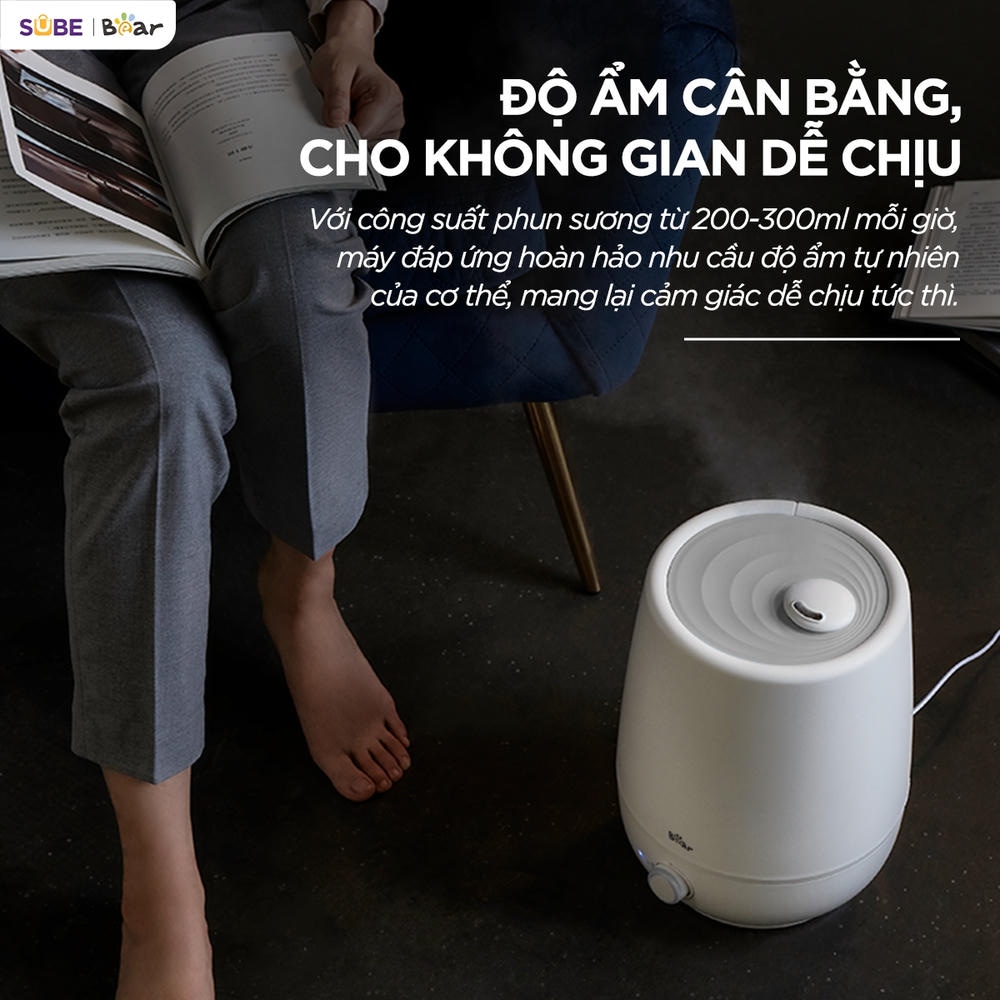 SUBE | Bear
ĐỘ ẨM CÂN BẰNG,
CHO KHÔNG GIAN DỄ CHỊU
Với công suất phun sương từ 200-300ml mỗi giờ,
máy đáp ứng hoàn hảo nhu cầu độ ẩm tự nhiên
của cơ thể, mang lại cảm giác dễ chịu tức thì.
Bear